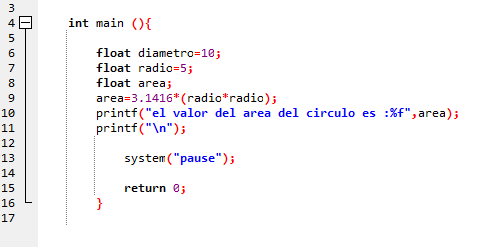 3
4 int main (){
5
6 float diametro=10;
7 float radio=5;
8 float area;
9 area=3.1416*(radio*radio);
10 printf("el valor del area del circulo es :%f",area);
11 printf("\n");
12
13 system("pause");
14
15 return 0;
16 }
17